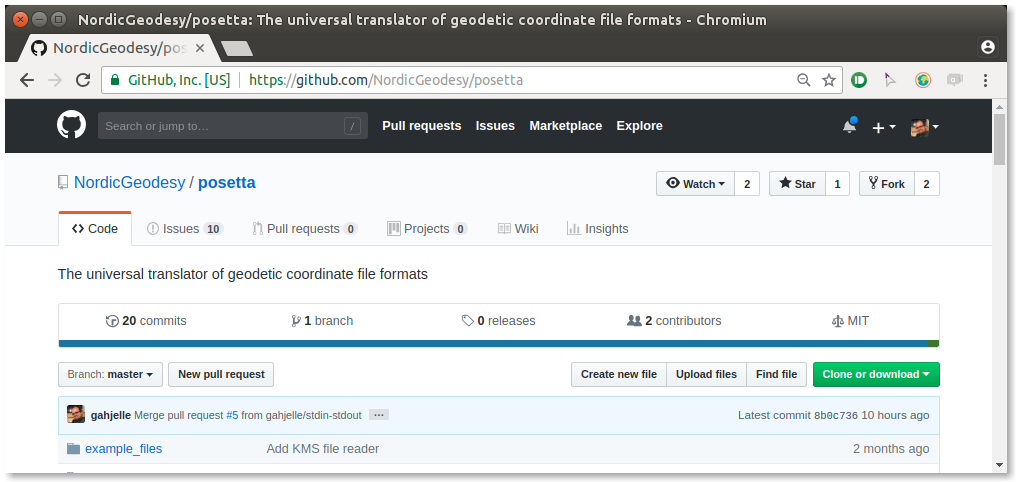 NordicGeodesy/posetta: The universal translator of geodetic coordinate file formats - Chromium
NordicGeodesy/pos
GitHub, Inc. [US] https://github.com/NordicGeodesy/posetta
Search or jump to… / Pull requests Issues Marketplace Explore
NordicGeodesy / posetta Watch 2 Star 1 Fork 2
Code Issues 10 Pull requests 0 Projects 0 Wiki Insights
The universal translator of geodetic coordinate file formats
20 commits 1 branch 0 releases 2 contributors MIT
Branch: master New pull request Create new file Upload files Find file Clone or download
gahjelle Merge pull request #5 from gahjelle/stdin-stdout … Latest commit 8b0c736 10 hours ago
example_files Add KMS file reader 2 months ago